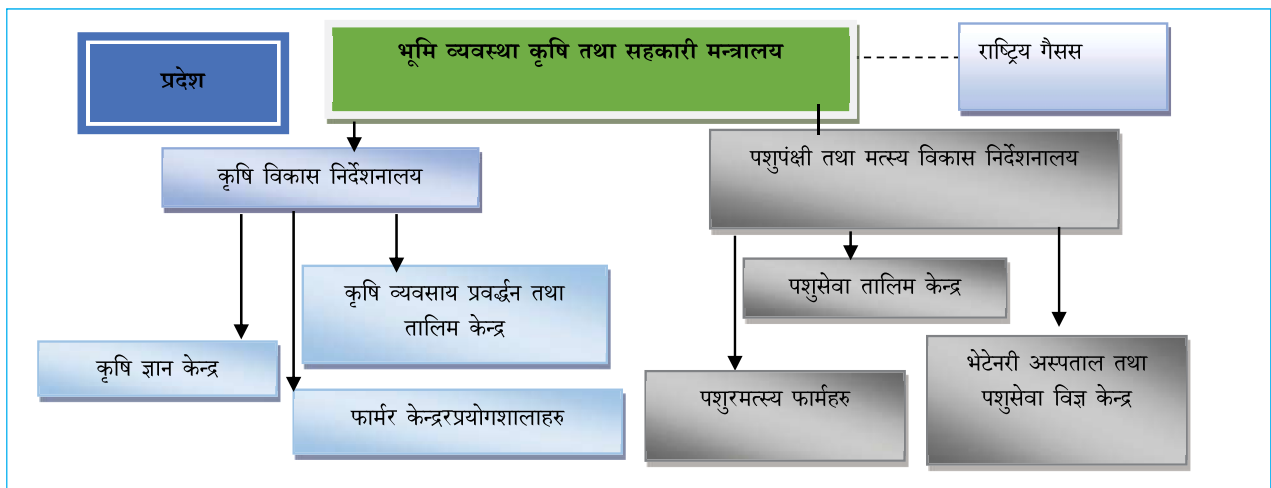 प्रदेश
भूमि व्यवस्था कृषि तथा सहकारी मन्त्रालय
राष्ट्रिय गैसस
कृषि विकास निर्देशनालय
पशुपंक्षी तथा मत्स्य विकास निर्देशनालय
कृषि व्यवसाय प्रवर्द्धन तथा
तालिम केन्द्र
पशुसेवा तालिम केन्द्र
कृषि ज्ञान केन्द्र
फार्मर केन्द्ररप्रयोगशालाहरु
पशुरमत्स्य फार्महरु
भेटेनरी अस्पताल तथा
पशुसेवा विज्ञ केन्द्र